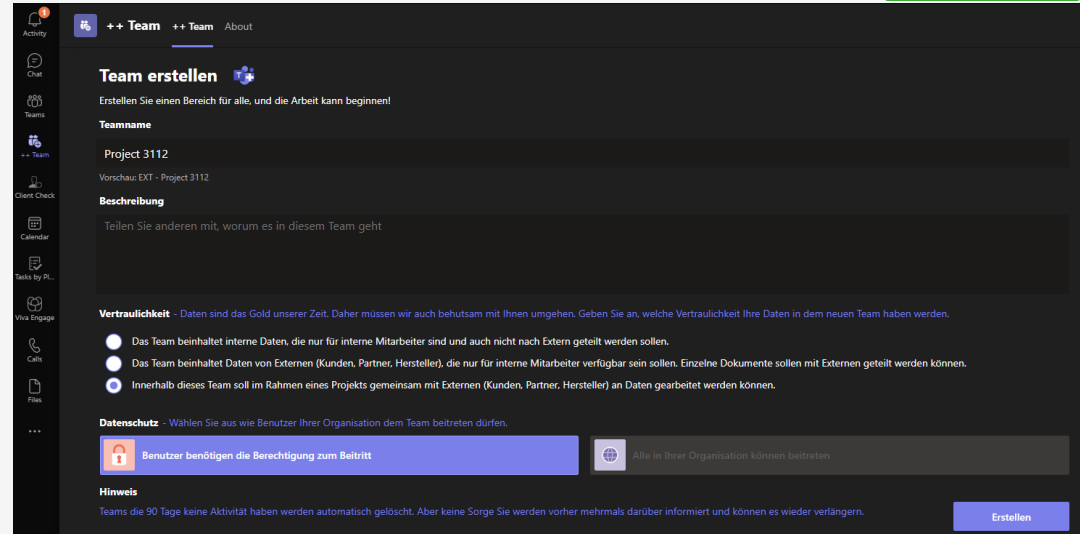 1
Activity
Chat
Teams
++ Team
Client Check
Calendar
Tasks by Pl...
Viva Engage
Calls
Files
...
++ Team ++ Team About
Team erstellen
Erstellen Sie einen Bereich für alle, und die Arbeit kann beginnen!
Teamname
Project 3112
Vorschau: EXT - Project 3112
Beschreibung
Teilen Sie anderen mit, worum es in diesem Team geht
Vertraulichkeit - Daten sind das Gold unserer Zeit. Daher müssen wir auch behutsam mit Ihnen umgehen. Geben Sie an, welche Vertraulichkeit Ihre Daten in dem neuen Team haben werden.
Das Team beinhaltet interne Daten, die nur für interne Mitarbeiter sind und auch nicht nach Extern geteilt werden sollen.
Das Team beinhaltet Daten von Externen (Kunden, Partner, Hersteller), die nur für interne Mitarbeiter verfügbar sein sollen. Einzelne Dokumente sollen mit Externen geteilt werden können.
Innerhalb dieses Team soll im Rahmen eines Projekts gemeinsam mit Externen (Kunden, Partner, Hersteller) an Daten gearbeitet werden können.
Datenschutz - Wählen Sie aus wie Benutzer Ihrer Organisation dem Team beitreten dürfen.
Benutzer benötigen die Berechtigung zum Beitritt
Alle in Ihrer Organisation können beitreten
Hinweis
Teams die 90 Tage keine Aktivität haben werden automatisch gelöscht. Aber keine Sorge Sie werden vorher mehrmals darüber informiert und können es wieder verlängern.
Erstellen